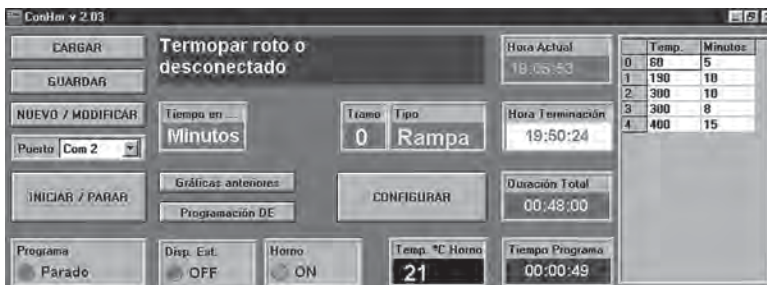 ConHor v 2.03
CARGAR
GUARDAR
NUEVO / MODIFICAR
Puerto Com 2
INICIAR / PARAR
Programa
Parado
Termopar roto o
desconectado
Tiempo en ...
Minutos
Tramo Tipo
0 Rampa
Gráficas anteriores
Programación DE
CONFIGURAR
Disp. Ext.
OFF
Horno
ON
Temp. ºC Horno
21
Hora Actual
Hora Terminación
19:50:24
Duración Total
00:48:00
Tiempo Programa
00:00:49
Temp. Minutos
0 60 5
1 190 10
2 300 10
3 300 8
4 400 15